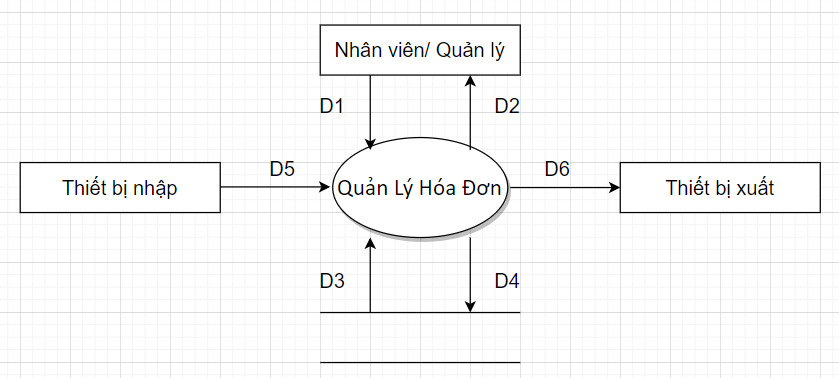 Nhân viên/ Quản lý
D1
D2
Thiết bị nhập
D5
Quản Lý Hóa Đơn
D6
Thiết bị xuất
D3
D4